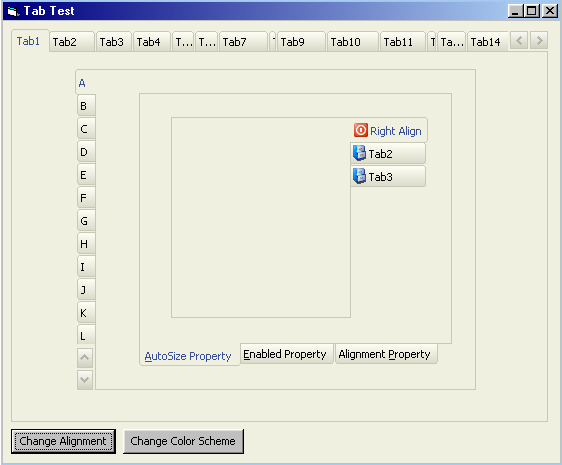 Tab Test
Tab1 Tab2 Tab3 Tab4 T... T... Tab7 T Tab9 Tab10 Tab11 T Ta... Tab14
A
B
C
D
E
F
G
H
I
J
K
L
Right Align
Tab2
Tab3
AutoSize Property Enabled Property Alignment Property
Change Alignment Change Color Scheme